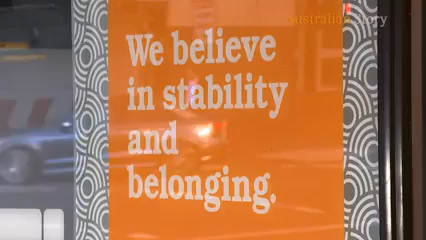 Australian Story
We believe
in stability
and
belonging.